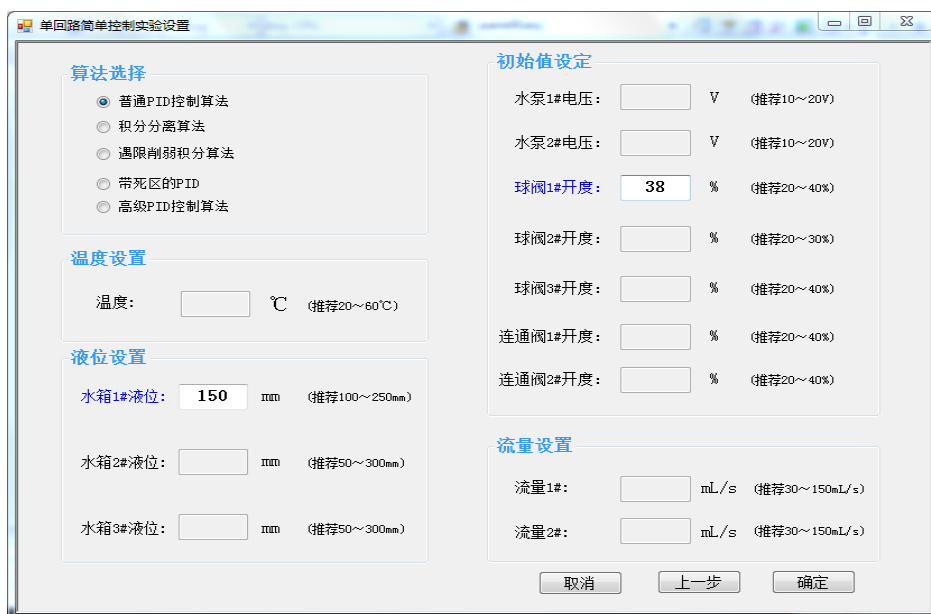 单回路简单控制实验设置
算法选择
普通PID控制算法
积分分离算法
遇限削弱积分算法
带死区的PID
高级PID控制算法
温度设置
温度: ℃ (推荐20～60℃)
液位设置
水箱1#液位: 150 mm (推荐100～250mm)
水箱2#液位: mm (推荐50～300mm)
水箱3#液位: mm (推荐50～300mm)
初始值设定
水泵1#电压: V (推荐10～20V)
水泵2#电压: V (推荐10～20V)
球阀1#开度: 38 % (推荐20～40%)
球阀2#开度: % (推荐20～30%)
球阀3#开度: % (推荐20～40%)
连通阀1#开度: % (推荐20～40%)
连通阀2#开度: % (推荐20～40%)
流量设置
流量1#: mL/s (推荐30～150mL/s)
流量2#: mL/s (推荐30～150mL/s)
取消 上一步 确定